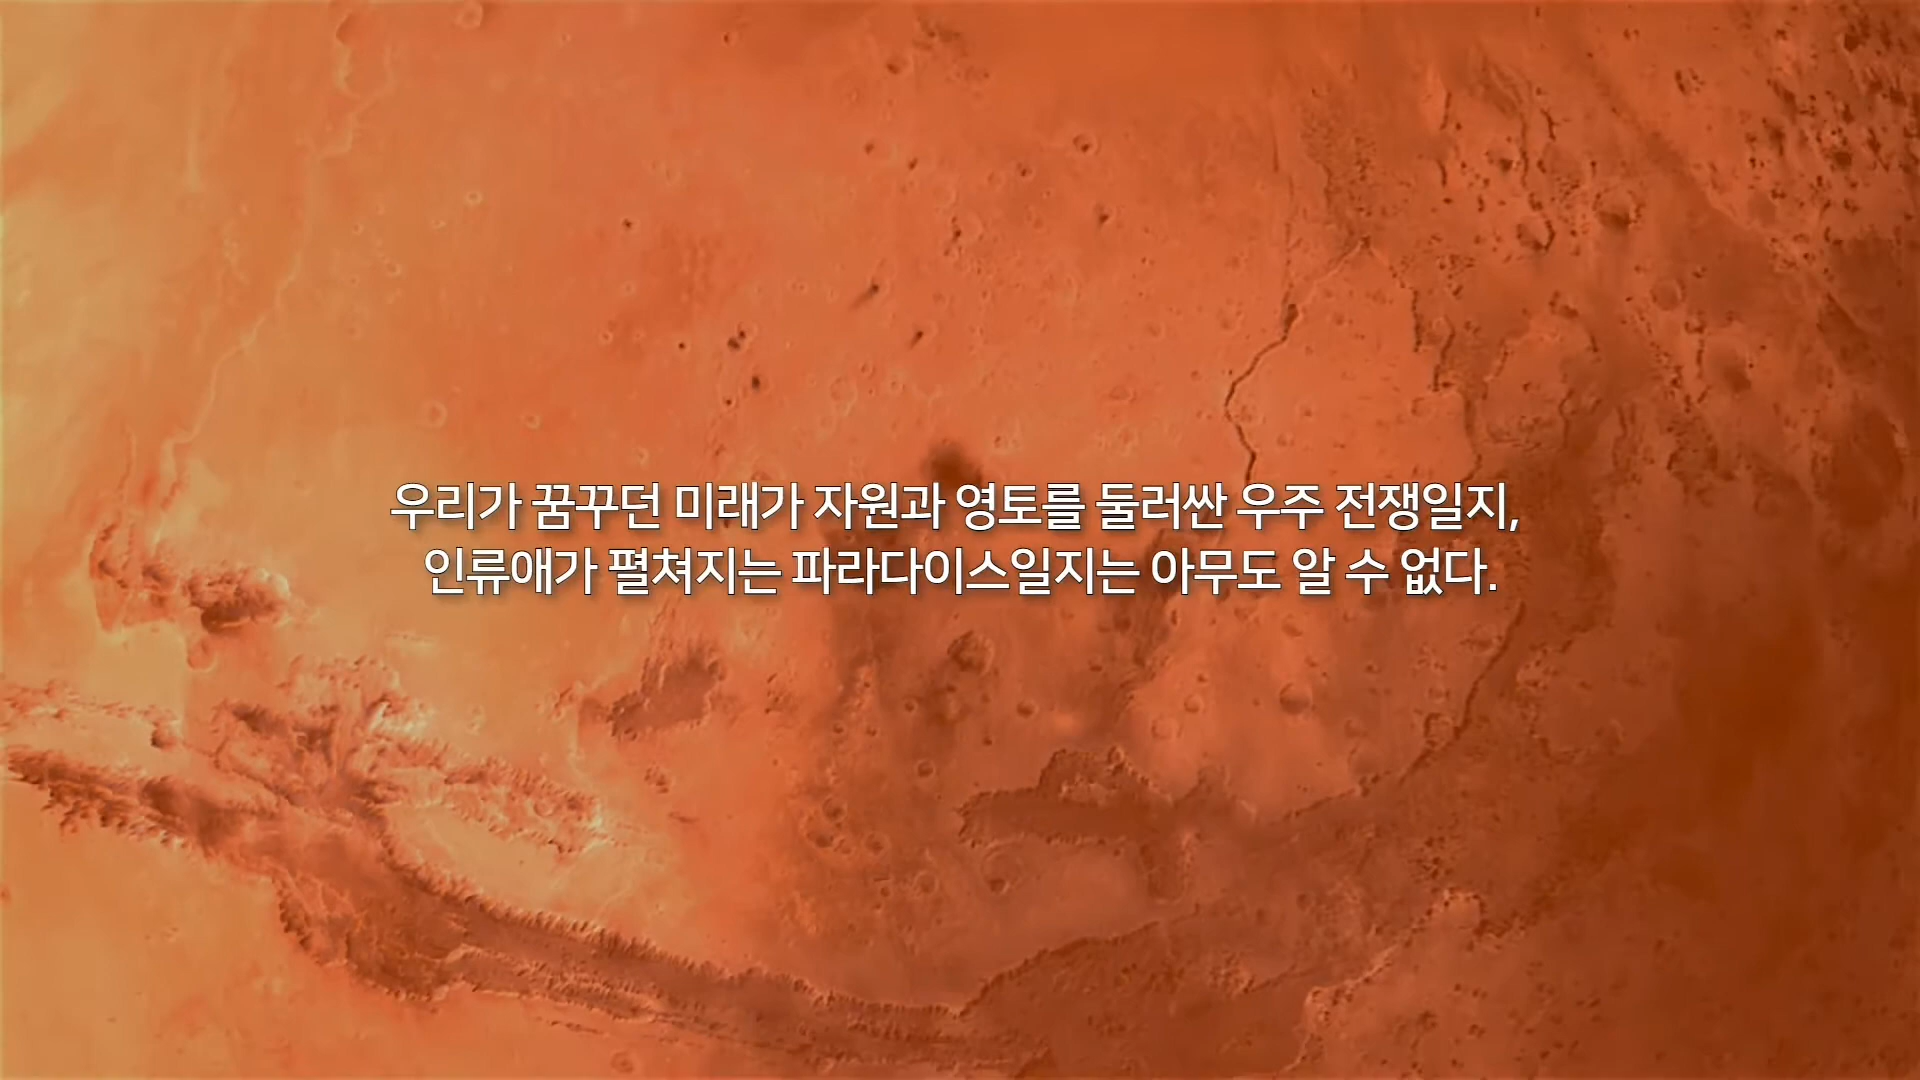 우리가 꿈꾸던 미래가 자원과 영토를 둘러싼 우주 전쟁일지,
인류애가 펼쳐지는 파라다이스일지는 아무도 알 수 없다.